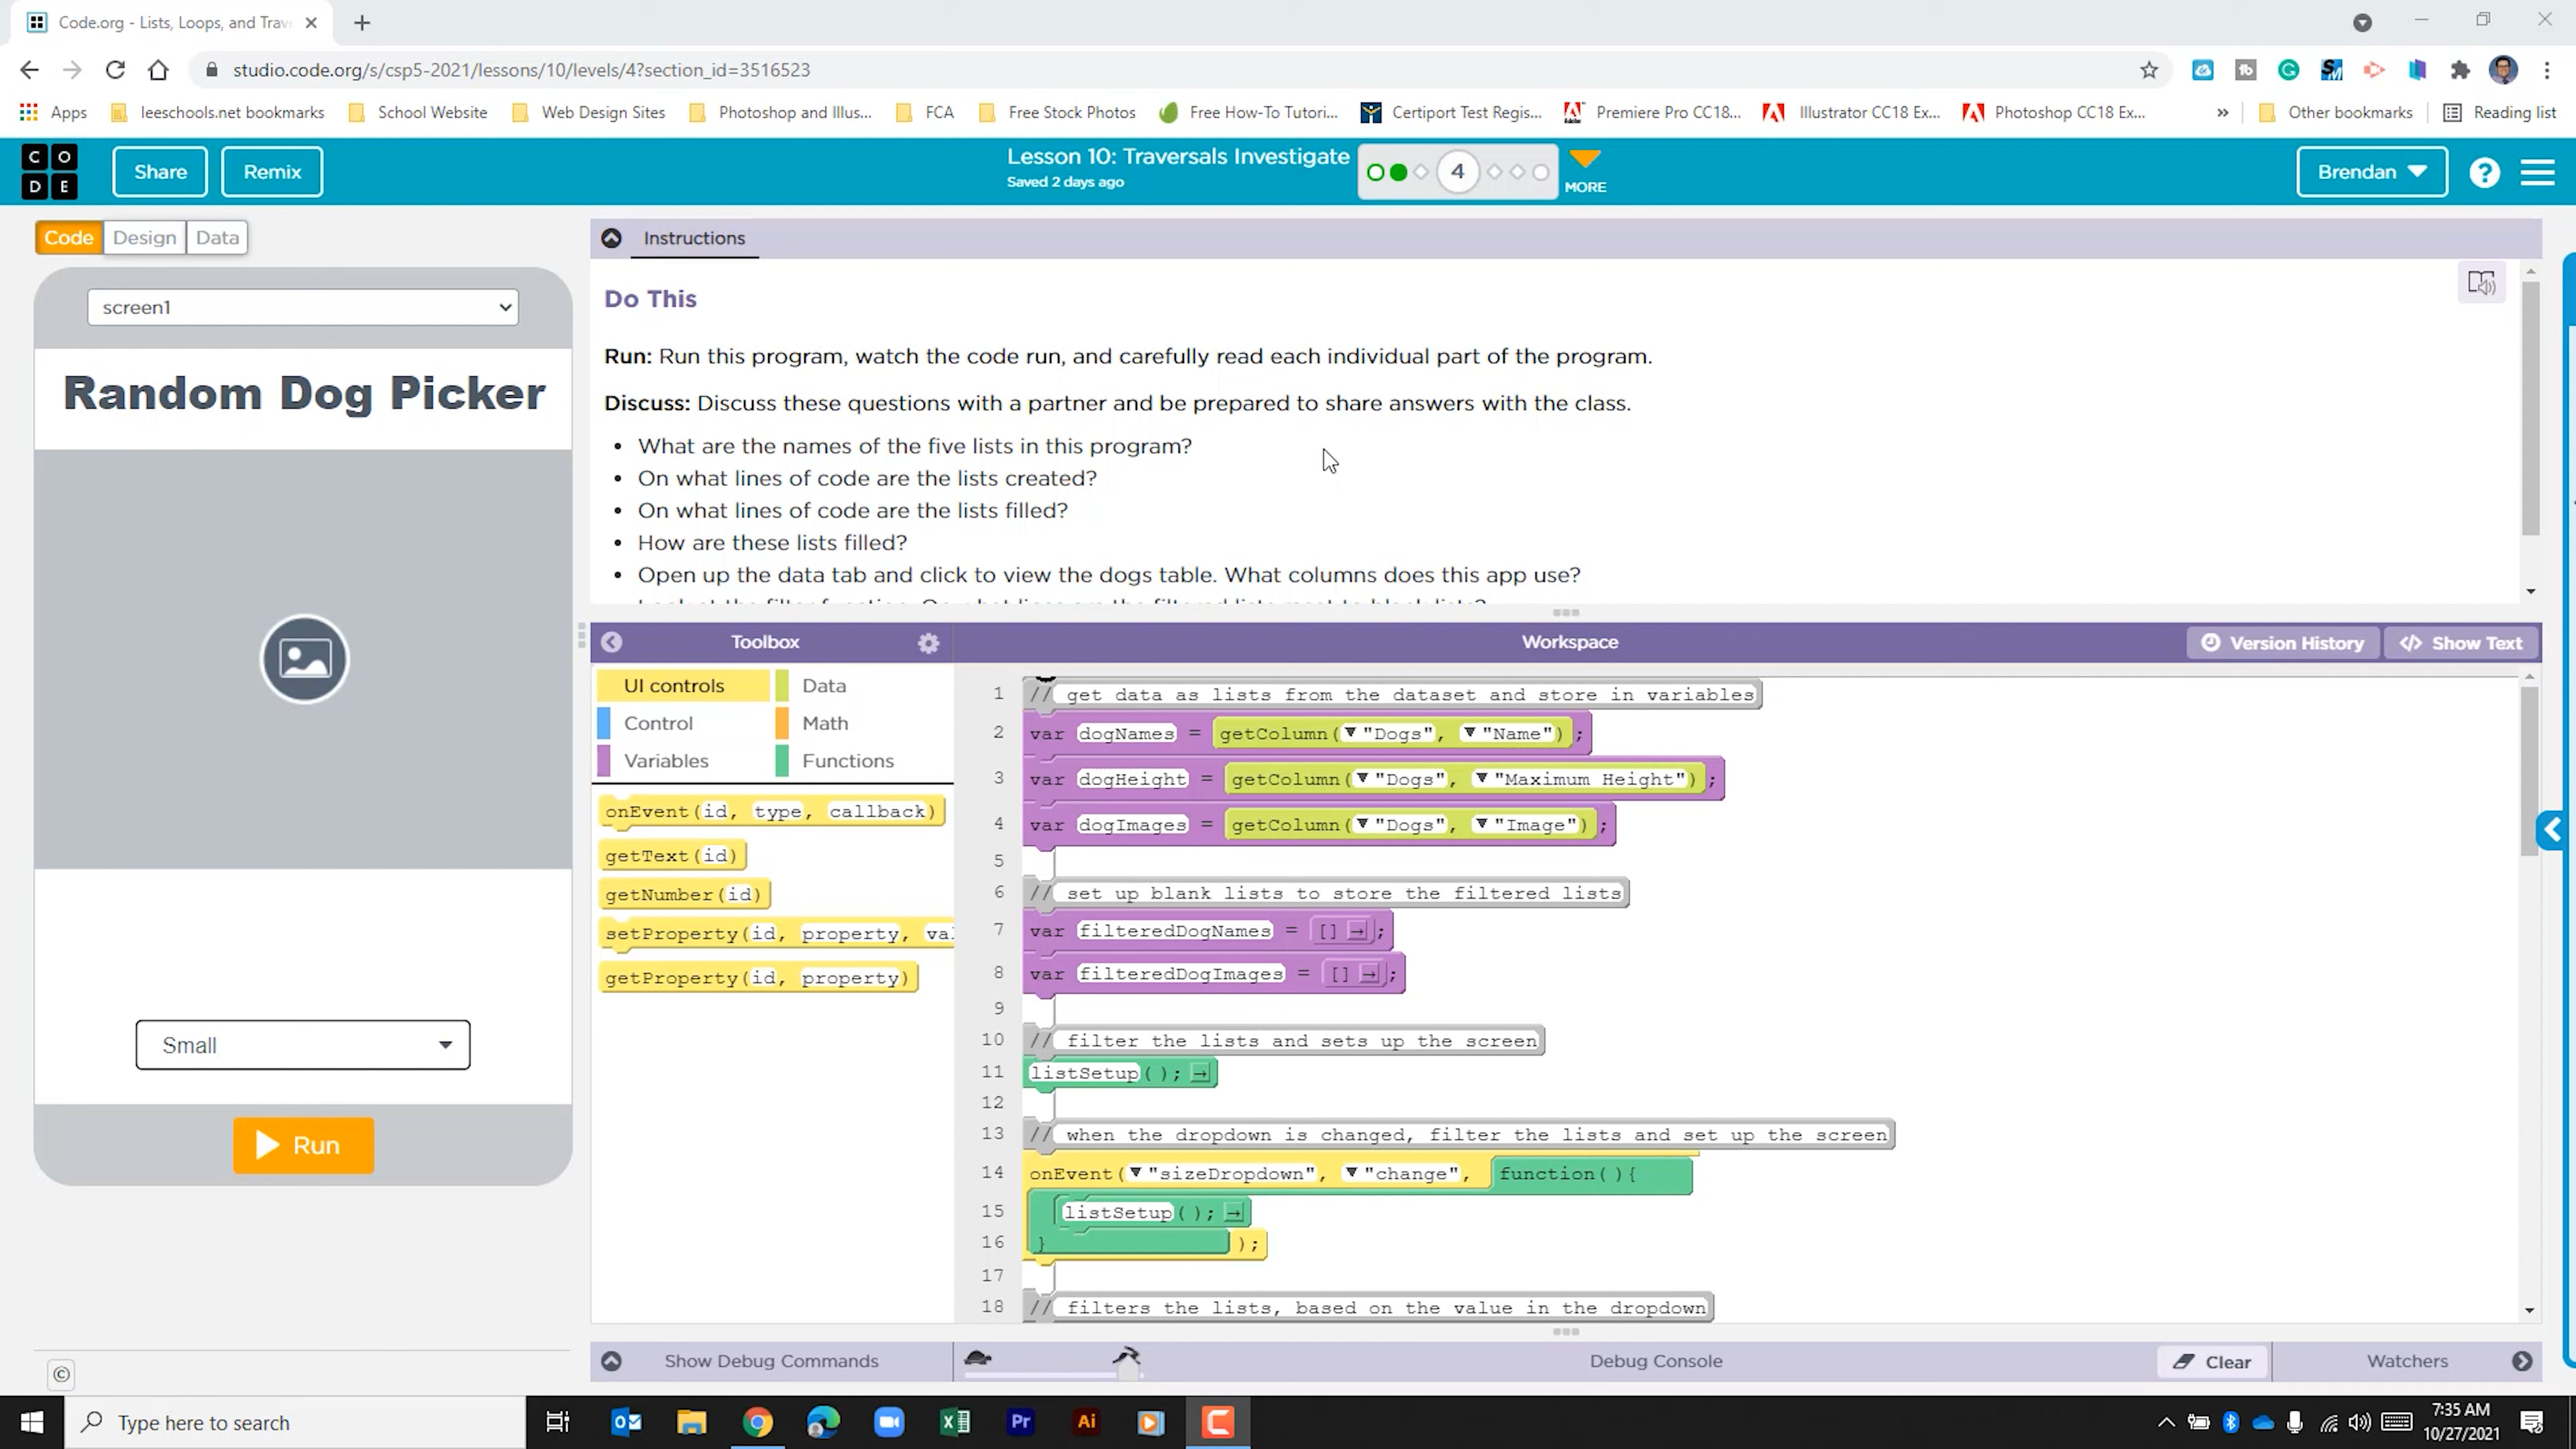 Code.org - Lists, Loops, and Trav
studio.code.org/s/csp5-2021/lessons/10/levels/4?section_id=3516523
Apps leeschools.net bookmarks School Website Web Design Sites Photoshop and Illus... FCA Free Stock Photos Free How-To Tutori... Certiport Test Regis... Premiere Pro CC18... Illustrator CC18 Ex... Photoshop CC18 Ex... » Other bookmarks Reading list
C O D E Share Remix Lesson 10: Traversals Investigate 4 MORE Brendan ?
Saved 2 days ago
Code Design Data
Instructions
screen1
Random Dog Picker
Small
Run
Do This
Run: Run this program, watch the code run, and carefully read each individual part of the program.
Discuss: Discuss these questions with a partner and be prepared to share answers with the class.
• What are the names of the five lists in this program?
• On what lines of code are the lists created?
• On what lines of code are the lists filled?
• How are these lists filled?
• Open up the data tab and click to view the dogs table. What columns does this app use?
Toolbox Workspace Version History </> Show Text
UI controls Data
Control Math
Variables Functions
onEvent(id, type, callback)
getText(id)
getNumber(id)
setProperty(id, property, val
getProperty(id, property)
1 // get data as lists from the dataset and store in variables
2 var dogNames = getColumn(▼"Dogs", ▼"Name");
3 var dogHeight = getColumn(▼"Dogs", ▼"Maximum Height");
4 var dogImages = getColumn(▼"Dogs", ▼"Image");
5
6 // set up blank lists to store the filtered lists
7 var filteredDogNames = [] → ;
8 var filteredDogImages = [] → ;
9
10 // filter the lists and sets up the screen
11 listSetup(); →
12
13 // when the dropdown is changed, filter the lists and set up the screen
14 onEvent(▼"sizeDropdown", ▼"change", function(){
15 listSetup(); →
16 } );
17
18 // filters the lists, based on the value in the dropdown
Show Debug Commands Debug Console Clear Watchers
©
Type here to search
Pr Ai
7:35 AM
10/27/2021